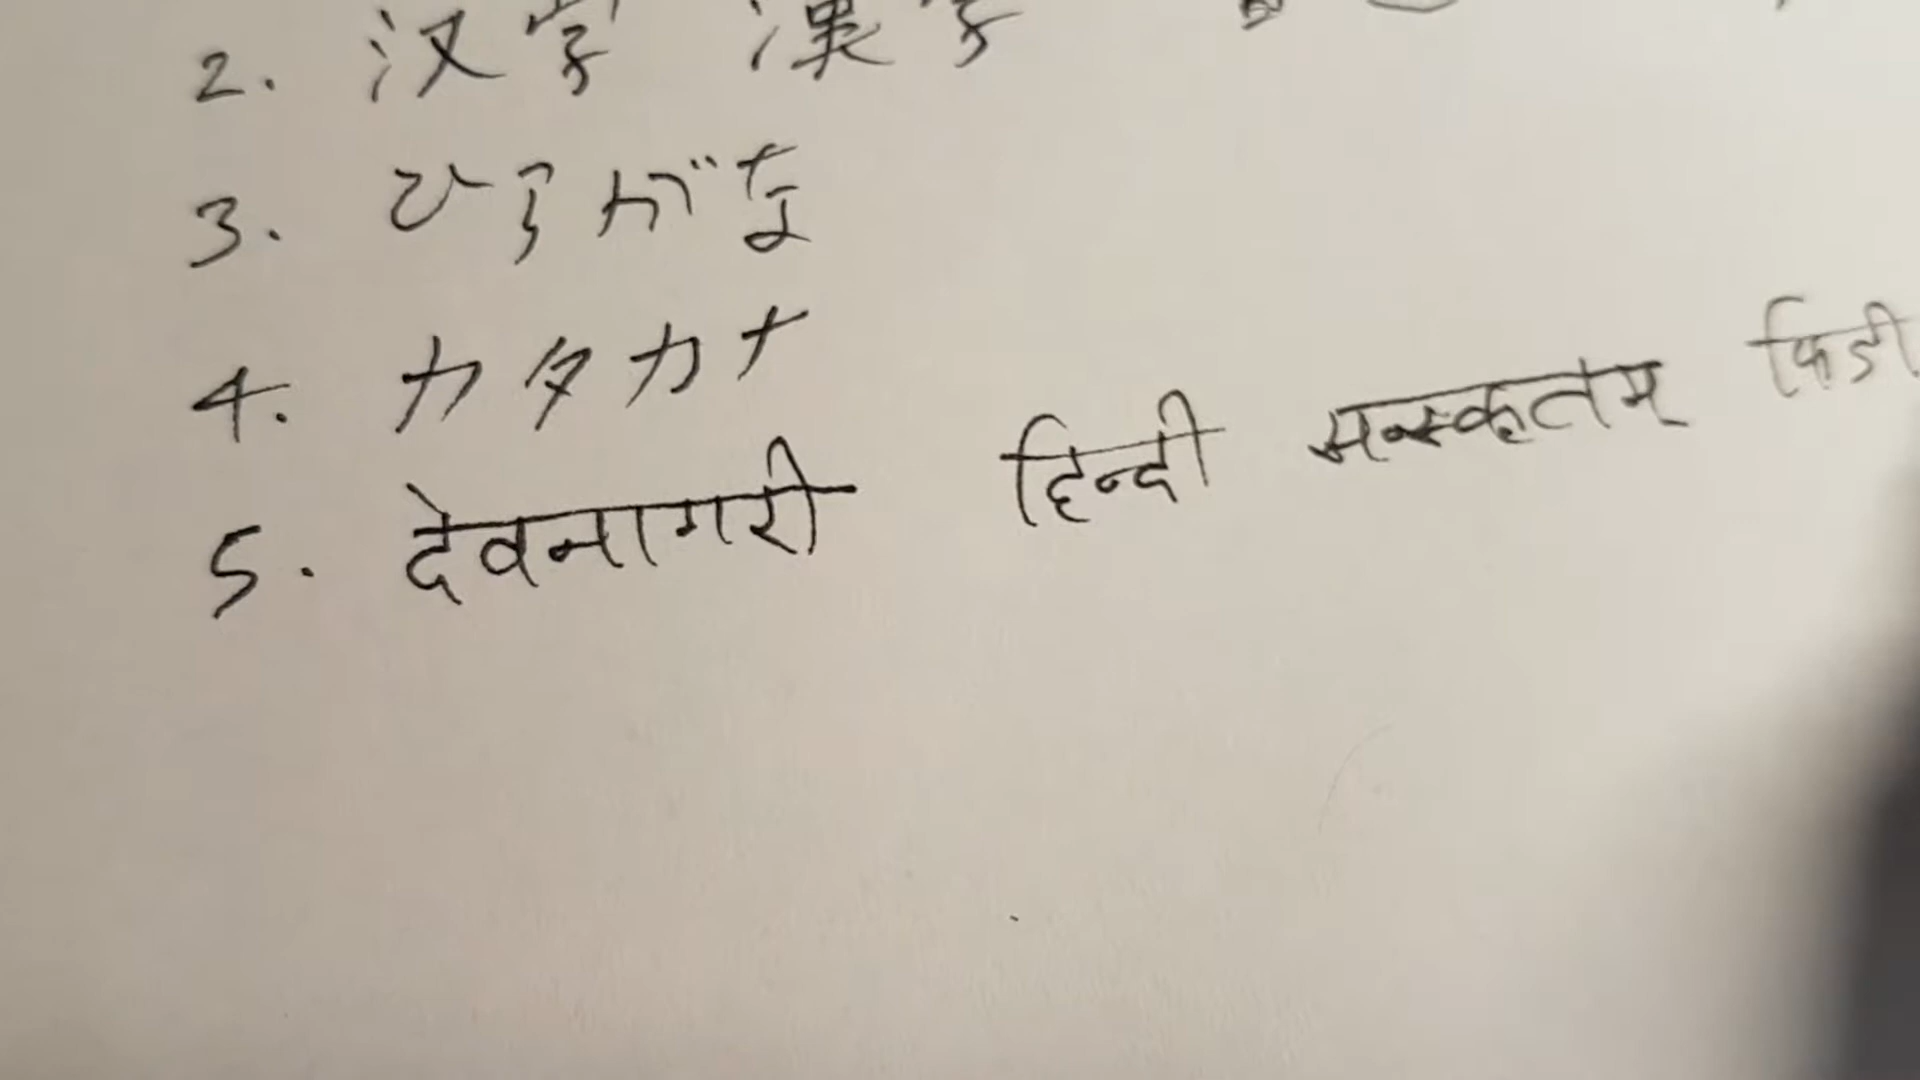 2. 汉字 漢字
3. ひらがな
4. カタカナ
5. देवनागरी हिन्दी सन्स्कृतम्